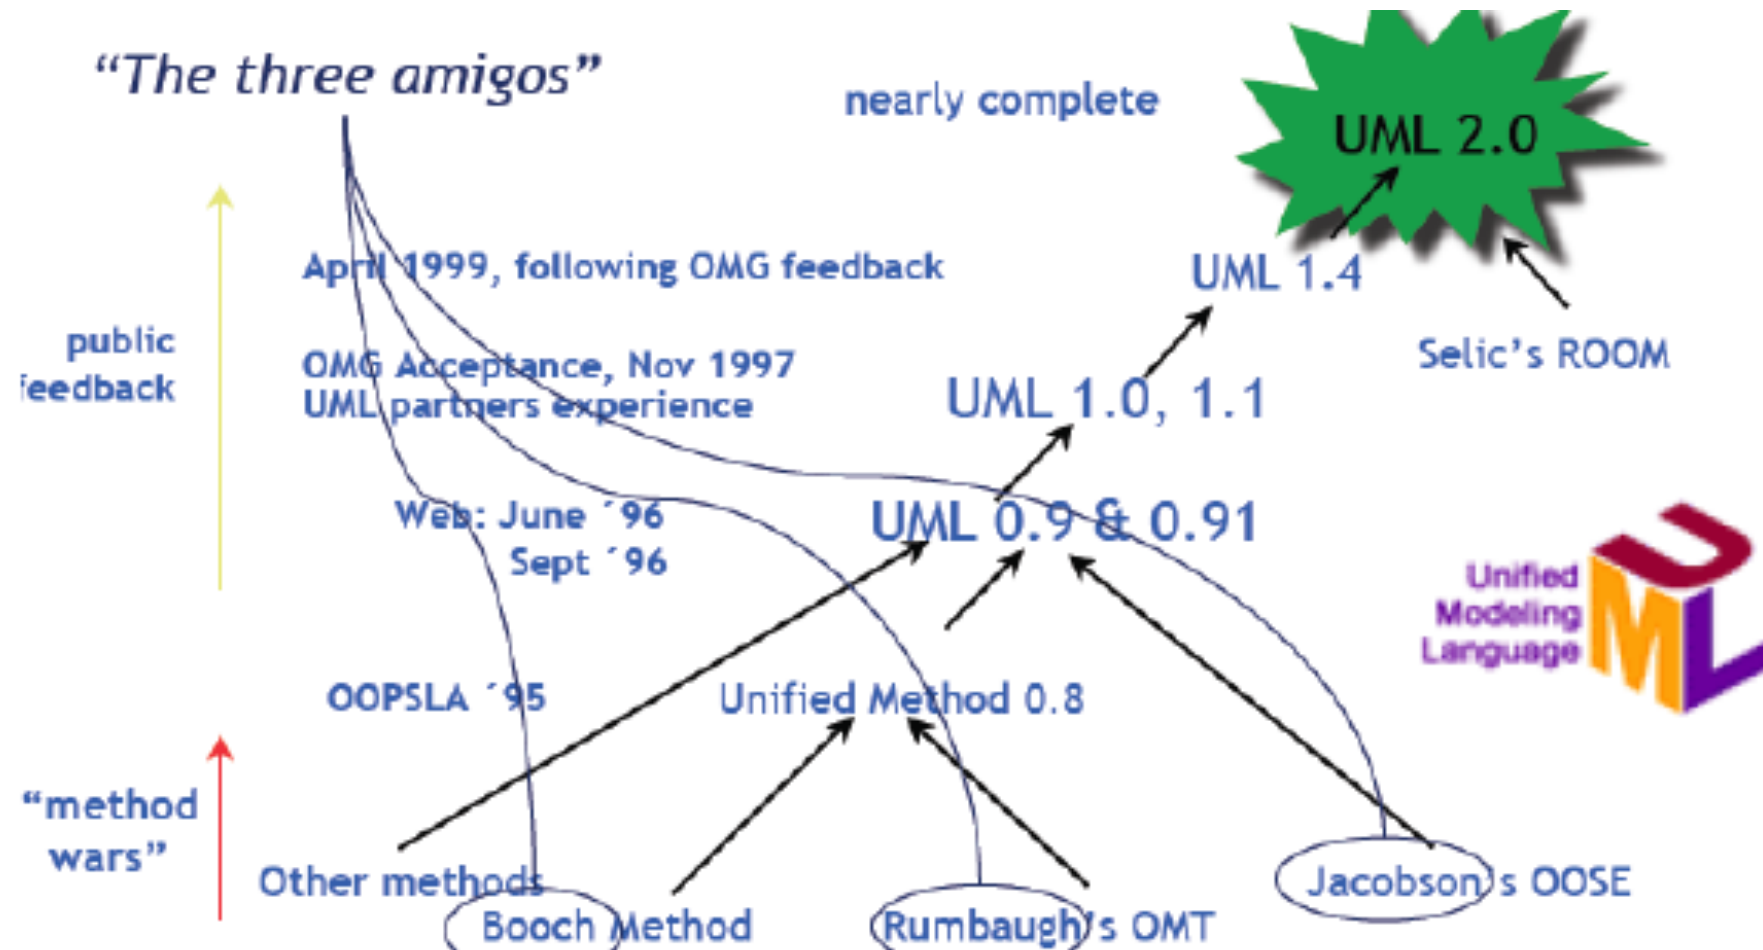 “The three amigos”
nearly complete
UML 2.0
April 1999, following OMG feedback
UML 1.4
public
feedback
Selic’s ROOM
OMG Acceptance, Nov 1997
UML partners experience
UML 1.0, 1.1
Web: June ´96
Sept ´96
UML 0.9 & 0.91
Unified
Modeling
Language
UML
OOPSLA ´95
Unified Method 0.8
“method
wars”
Other methods
Booch Method
Rumbaugh’s OMT
Jacobson’s OOSE